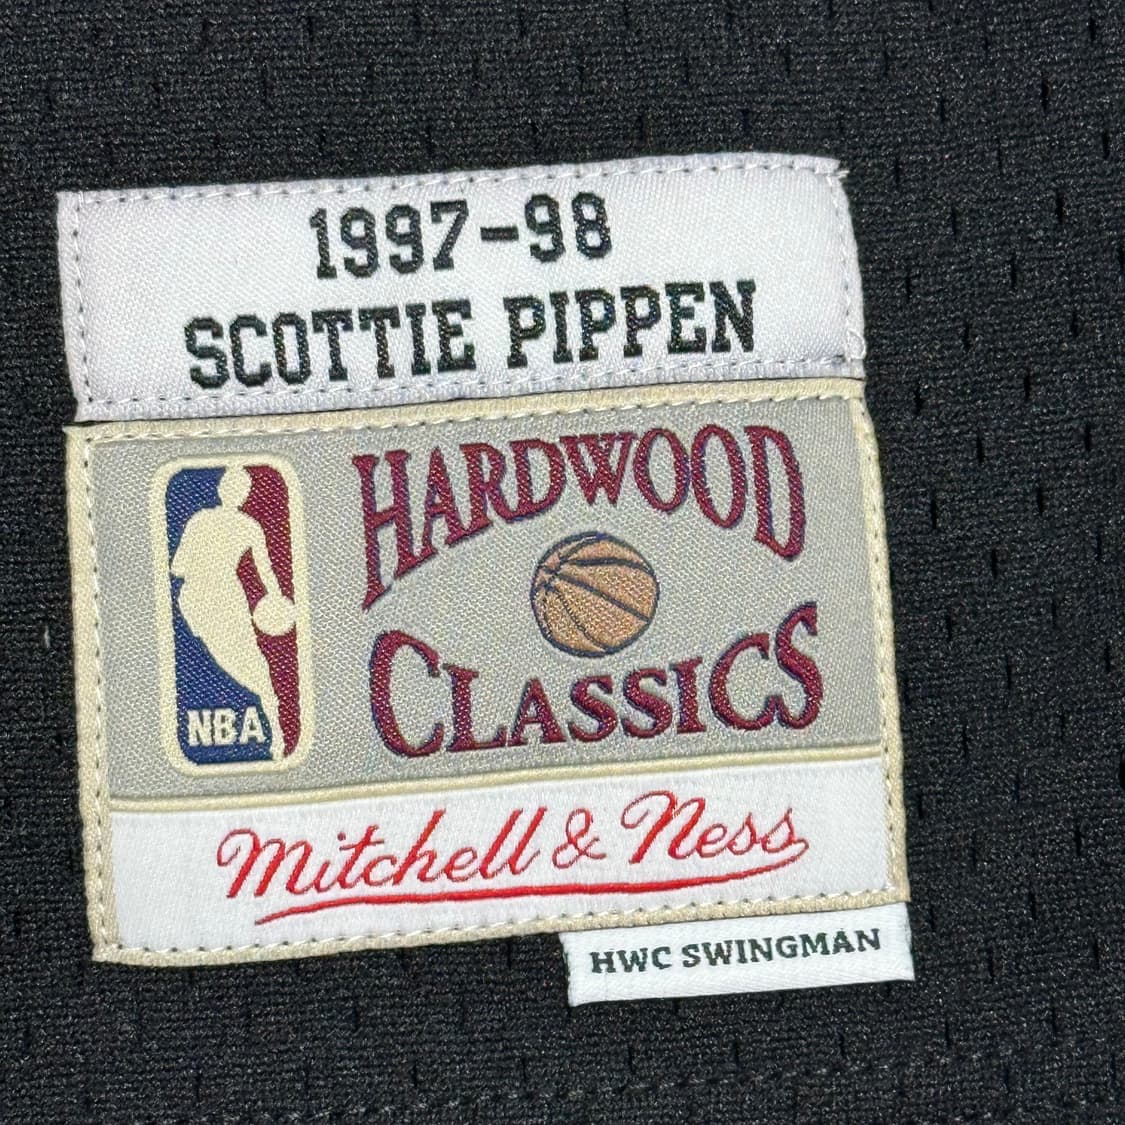 1997-98
SCOTTIE PIPPEN
HARDWOOD
CLASSICS
NBA
Mitchell & Ness
HWC SWINGMAN